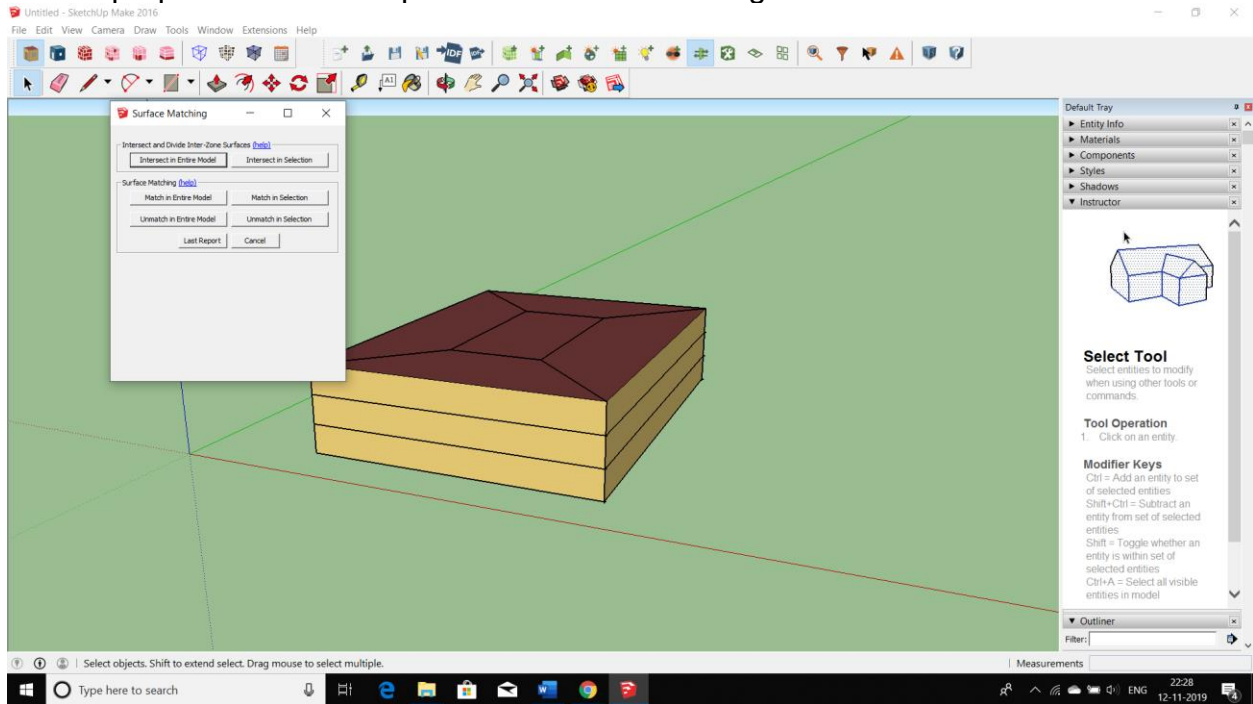 Untitled - SketchUp Make 2016
File Edit View Camera Draw Tools Window Extensions Help
IDF
IDF+
A1
Surface Matching
Intersect and Divide Inter-Zone Surfaces (help)
Intersect in Entire Model
Intersect in Selection
Surface Matching (help)
Match in Entire Model
Match in Selection
Unmatch in Entire Model
Unmatch in Selection
Last Report
Cancel
Default Tray
Entity Info
Materials
Components
Styles
Shadows
Instructor
Select Tool
Select entities to modify
when using other tools or
commands.
Tool Operation
1. Click on an entity.
Modifier Keys
Ctrl = Add an entity to set
of selected entities
Shift+Ctrl = Subtract an
entity from set of selected
entities
Shift = Toggle whether an
entity is within set of
selected entities
Ctrl+A = Select all visible
entities in model
Outliner
Filter:
Select objects. Shift to extend select. Drag mouse to select multiple.
Measurements
Type here to search
ENG
22:28
12-11-2019
4